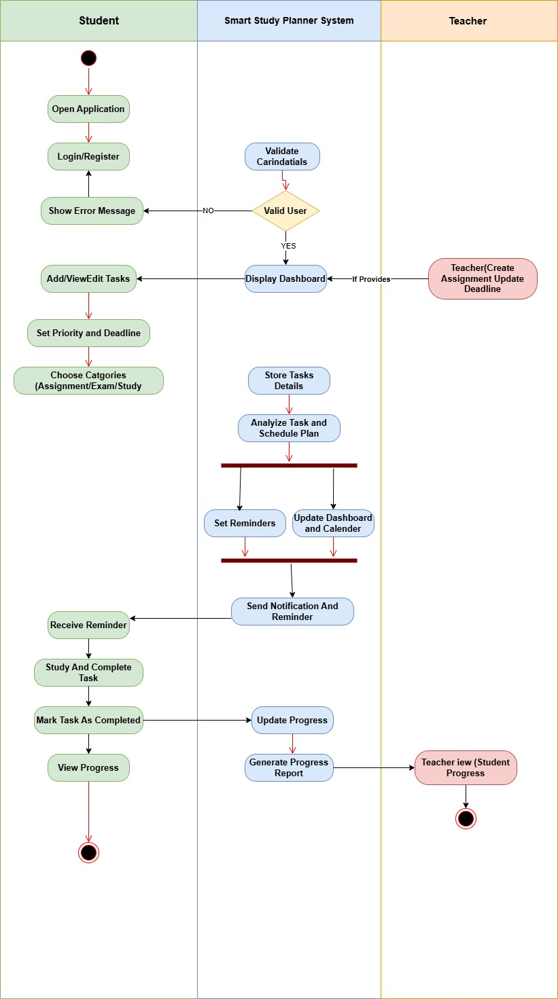 Student
Smart Study Planner System
Teacher
Open Application
Login/Register
Validate
Carindatials
Show Error Message
NO
Valid User
YES
Add/ViewEdit Tasks
Display Dashboard
If Provides
Teacher(Create
Assignment Update
Deadline
Set Priority and Deadline
Choose Catgories
(Assignment/Exam/Study
Store Tasks
Details
Analyize Task and
Schedule Plan
Set Reminders
Update Dashboard
and Calender
Send Notification And
Reminder
Receive Reminder
Study And Complete
Task
Mark Task As Completed
Update Progress
View Progress
Generate Progress
Report
Teacher iew (Student
Progress